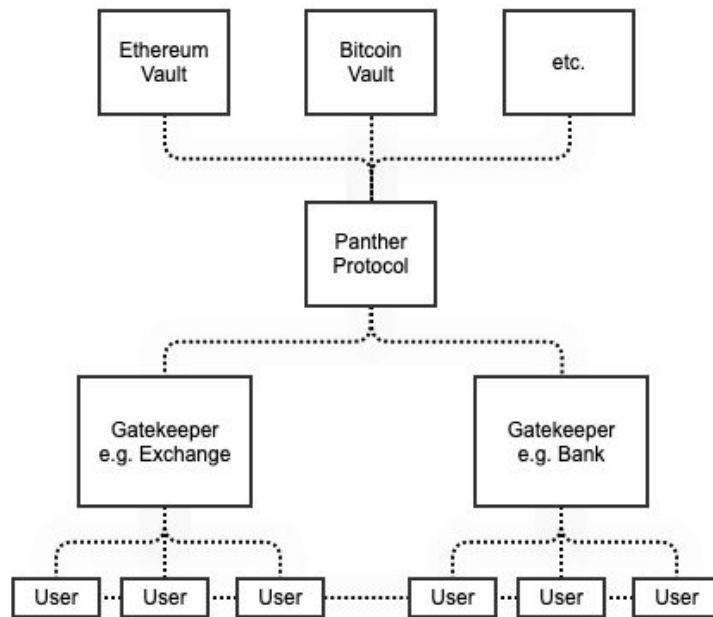 Ethereum
Vault
Bitcoin
Vault
etc.
Panther
Protocol
Gatekeeper
e.g. Exchange
Gatekeeper
e.g. Bank
User
User
User
User
User
User